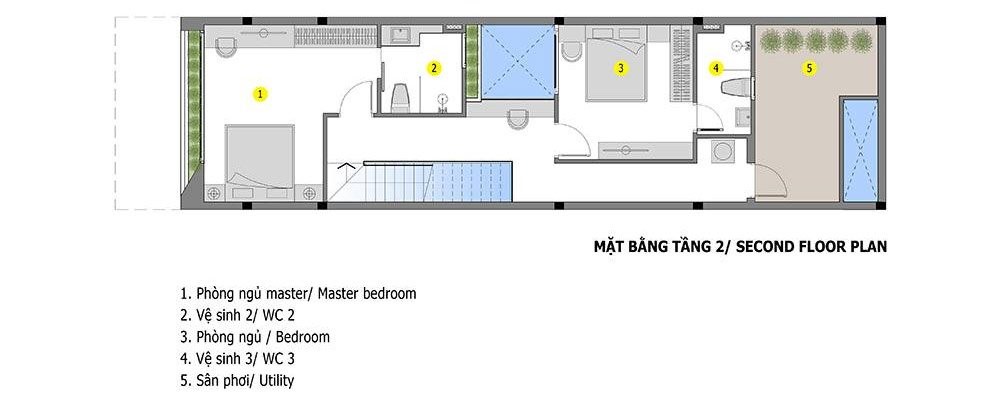 1
2
3
4
5
MẶT BẰNG TẦNG 2/ SECOND FLOOR PLAN
1. Phòng ngủ master/ Master bedroom
2. Vệ sinh 2/ WC 2
3. Phòng ngủ / Bedroom
4. Vệ sinh 3/ WC 3
5. Sân phơi/ Utility